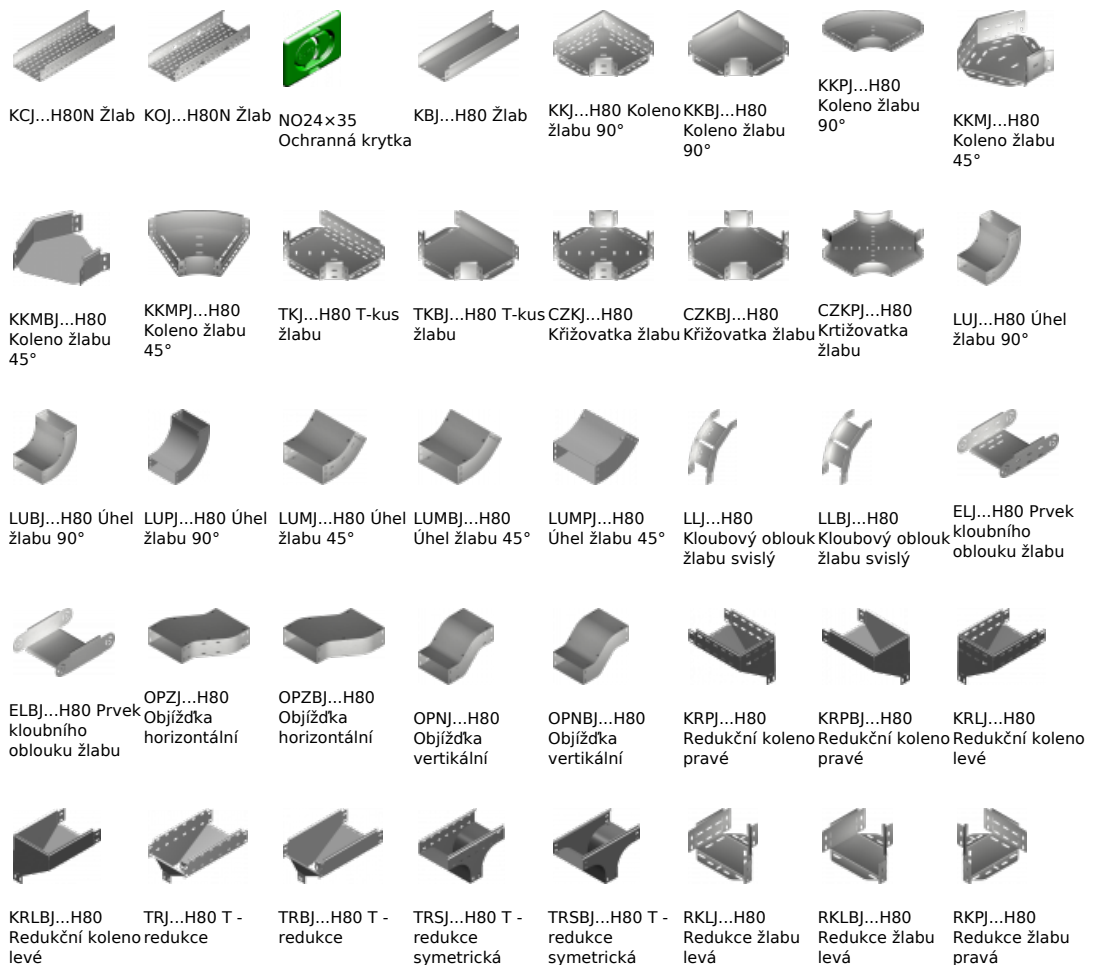 KCJ...H80N Žlab
KOJ...H80N Žlab
NO24×35
Ochranná krytka
KBJ...H80 Žlab
KKJ...H80 Koleno
žlabu 90°
KKBJ...H80
Koleno žlabu
90°
KKPJ...H80
Koleno žlabu
90°
KKMJ...H80
Koleno žlabu
45°
KKMBJ...H80
Koleno žlabu
45°
KKMPJ...H80
Koleno žlabu
45°
TKJ...H80 T-kus
žlabu
TKBJ...H80 T-kus
žlabu
CZKJ...H80
Křižovatka žlabu
CZKBJ...H80
Křižovatka žlabu
CZKPJ...H80
Krtižovatka
žlabu
LUJ...H80 Úhel
žlabu 90°
LUBJ...H80 Úhel
žlabu 90°
LUPJ...H80 Úhel
žlabu 90°
LUMJ...H80 Úhel
žlabu 45°
LUMBJ...H80
Úhel žlabu 45°
LUMPJ...H80
Úhel žlabu 45°
LLJ...H80
Kloubový oblouk
žlabu svislý
LLBJ...H80
Kloubový oblouk
žlabu svislý
ELJ...H80 Prvek
kloubního
oblouku žlabu
ELBJ...H80 Prvek
kloubního
oblouku žlabu
OPZJ...H80
Objížďka
horizontální
OPZBJ...H80
Objížďka
horizontální
OPNJ...H80
Objížďka
vertikální
OPNBJ...H80
Objížďka
vertikální
KRPJ...H80
Redukční koleno
pravé
KRPBJ...H80
Redukční koleno
pravé
KRLJ...H80
Redukční koleno
levé
KRLBJ...H80
Redukční koleno
levé
TRJ...H80 T -
redukce
TRBJ...H80 T -
redukce
TRSJ...H80 T -
redukce
symetrická
TRSBJ...H80 T -
redukce
symetrická
RKLJ...H80
Redukce žlabu
levá
RKLBJ...H80
Redukce žlabu
levá
RKPJ...H80
Redukce žlabu
pravá